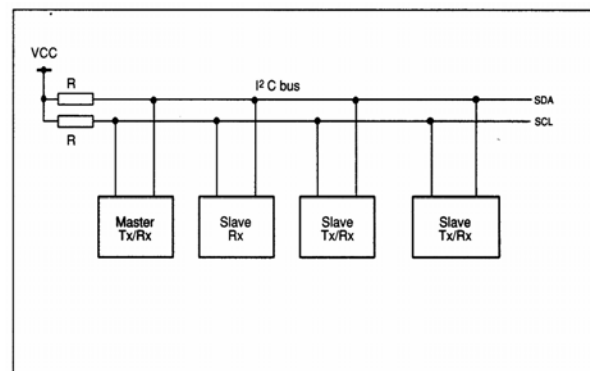 VCC
R
I² C bus
SDA
SCL
R
Master
Tx/Rx
Slave
Rx
Slave
Tx/Rx
Slave
Tx/Rx